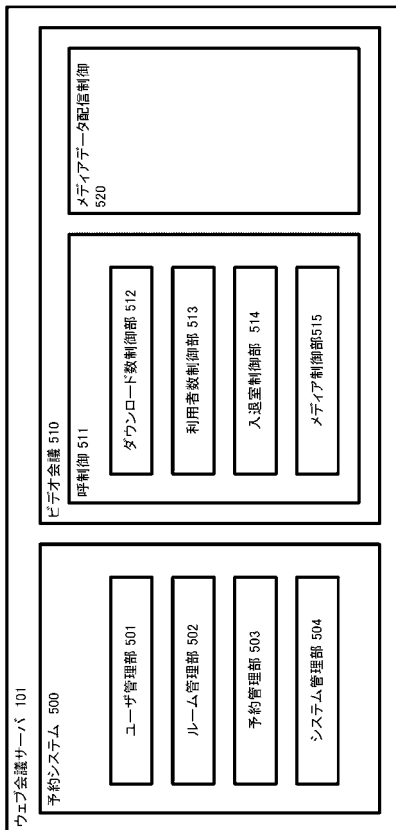 ウェブ会議サーバ 101
予約システム 500
ユーザ管理部 501
ルーム管理部 502
予約管理部 503
システム管理部 504
ビデオ会議 510
呼制御 511
ダウンロード数制御部 512
利用者数制御部 513
入退室制御部 514
メディア制御部515
メディアデータ配信制御
520